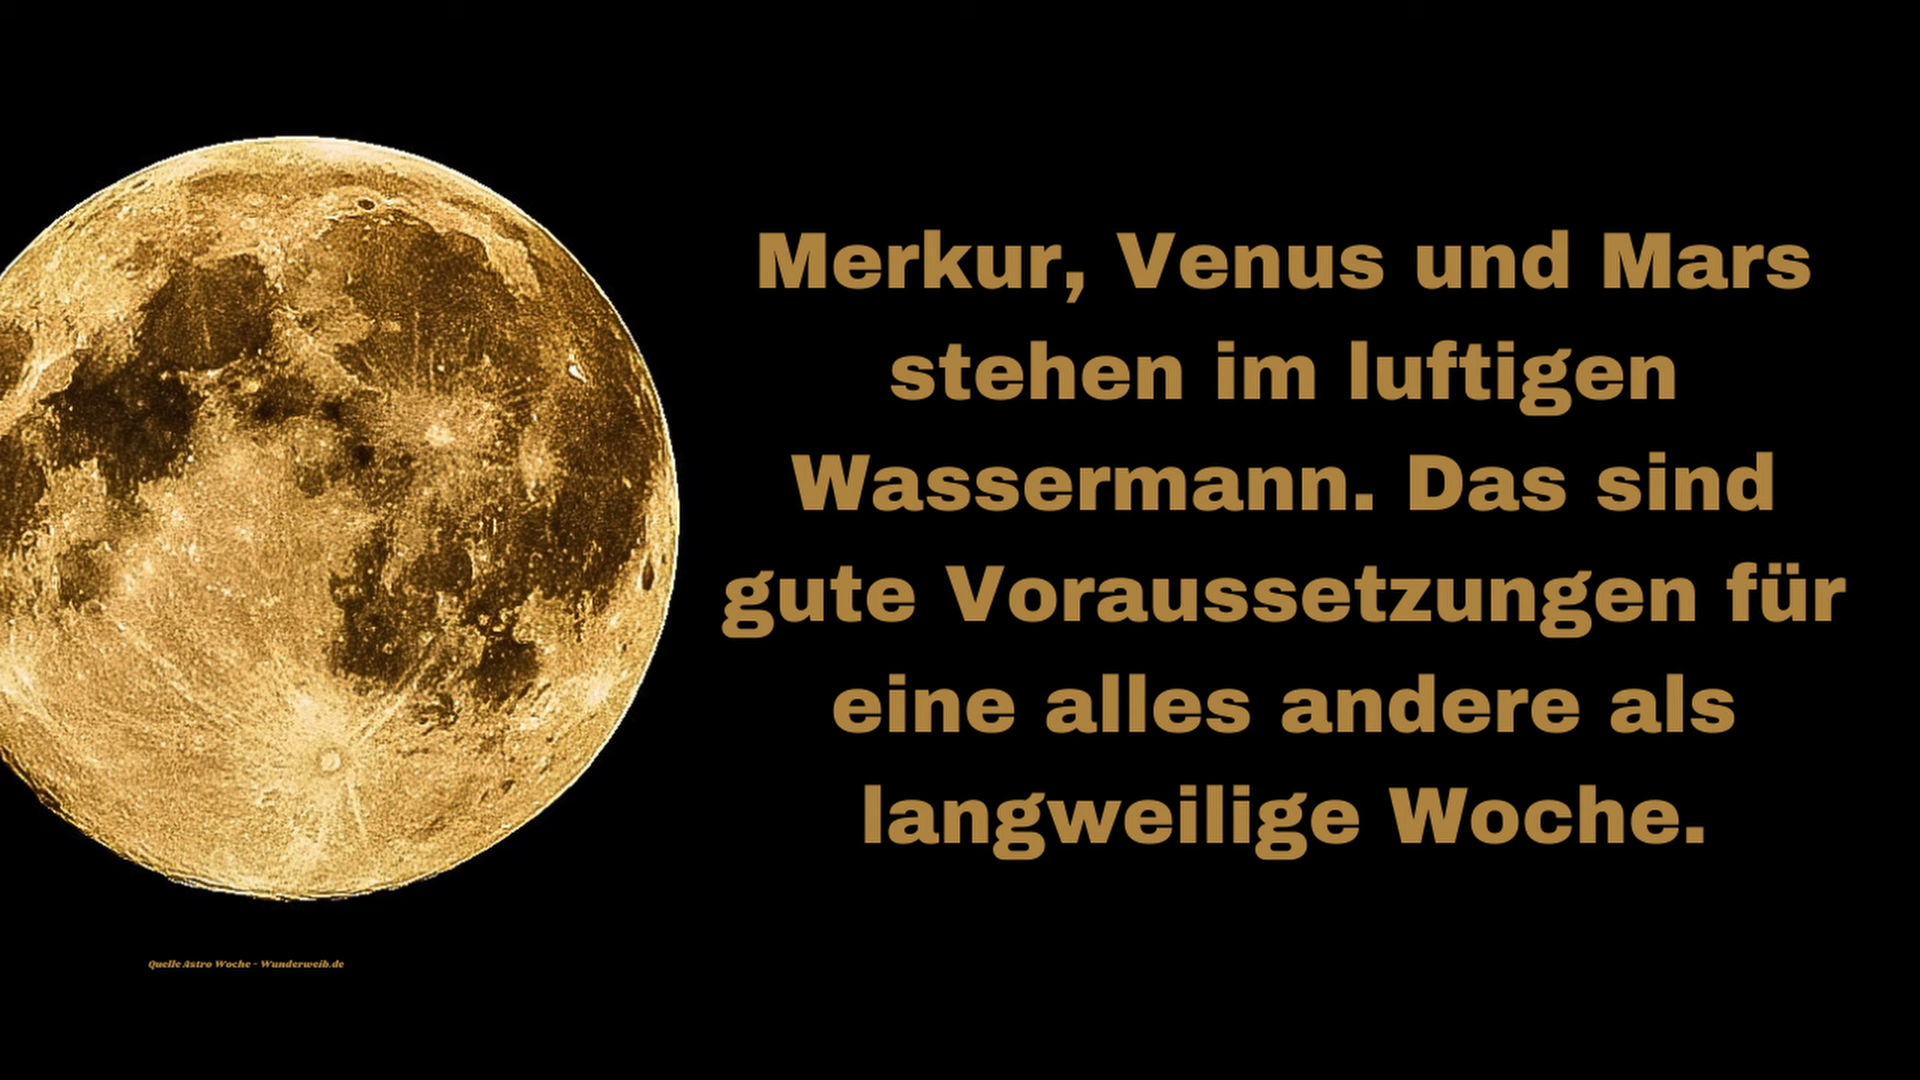 Merkur, Venus und Mars
stehen im luftigen
Wassermann. Das sind
gute Voraussetzungen für
eine alles andere als
langweilige Woche.
Quelle Astro Woche - Wunderweib.de